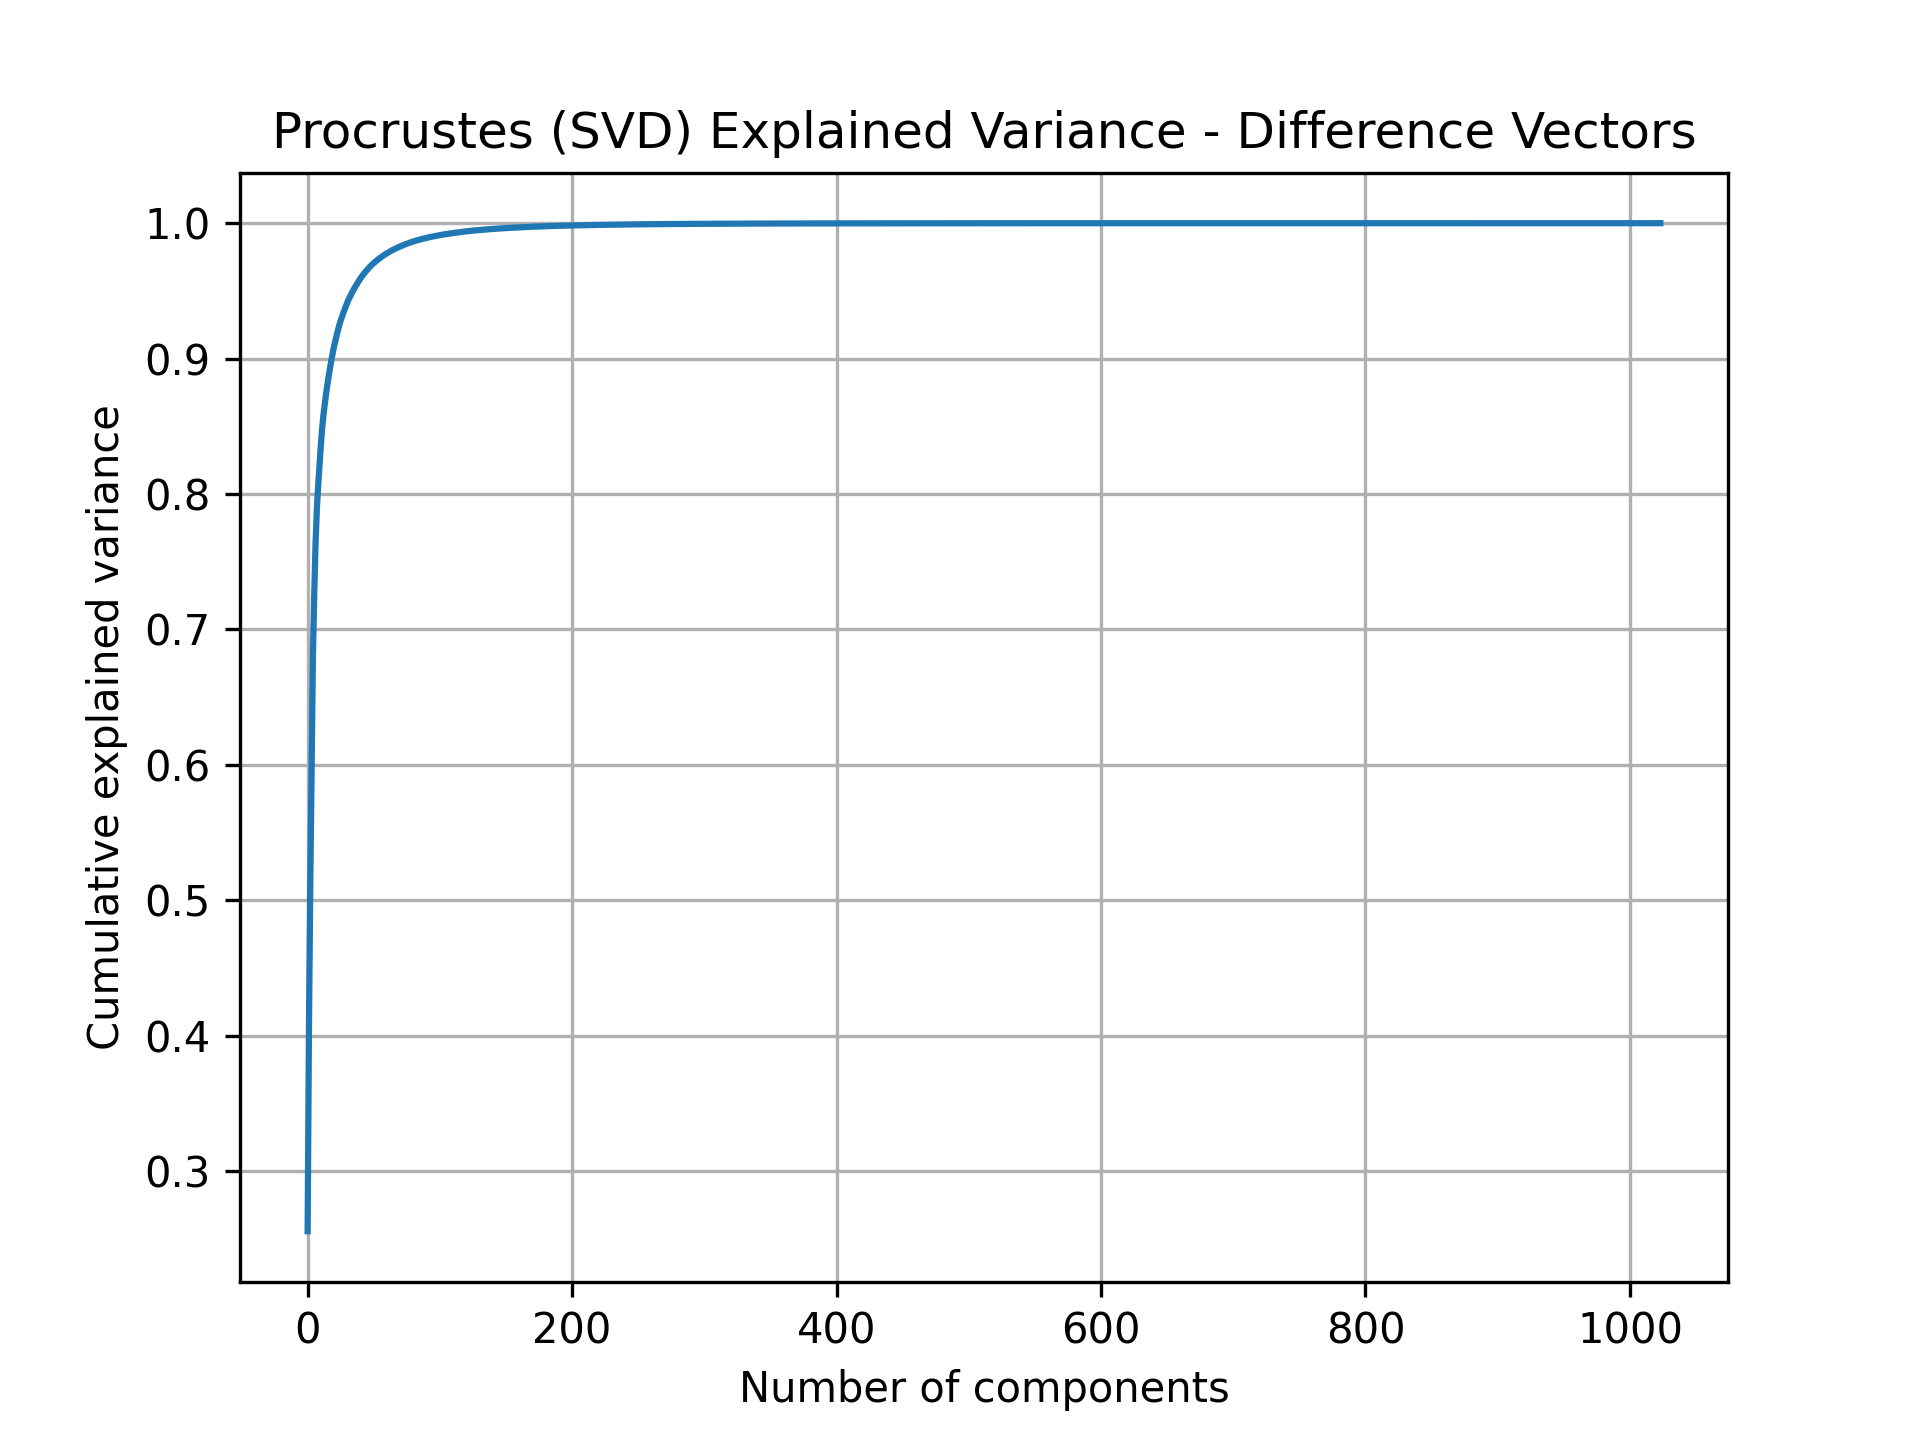 Procrustes (SVD) Explained Variance - Difference Vectors
Cumulative explained variance
1.0
0.9
0.8
0.7
0.6
0.5
0.4
0.3
0 200 400 600 800 1000
Number of components